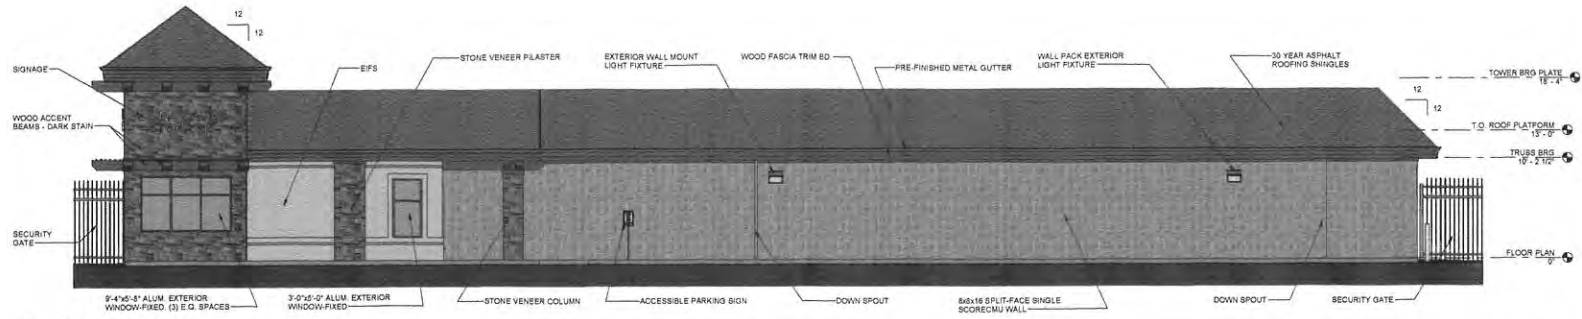 12
12
SIGNAGE
EIFS
STONE VENEER PILASTER
EXTERIOR WALL MOUNT
LIGHT FIXTURE
WOOD FASCIA TRIM BD
PRE-FINISHED METAL GUTTER
WALL PACK EXTERIOR
LIGHT FIXTURE
30 YEAR ASPHALT
ROOFING SHINGLES
TOWER BRG PLATE
18' - 4"
12
12
WOOD ACCENT
BEAMS - DARK STAIN
T.O. ROOF PLATFORM
13' - 0"
TRUSS BRG
10' - 2 1/2"
SECURITY
GATE
FLOOR PLAN
0"
9'-4"x5'-8" ALUM. EXTERIOR
WINDOW-FIXED. (3) E.Q. SPACES
3'-0"x5'-0" ALUM. EXTERIOR
WINDOW-FIXED
STONE VENEER COLUMN
ACCESSIBLE PARKING SIGN
DOWN SPOUT
8x8x16 SPLIT-FACE SINGLE
SCORECMU WALL
DOWN SPOUT
SECURITY GATE